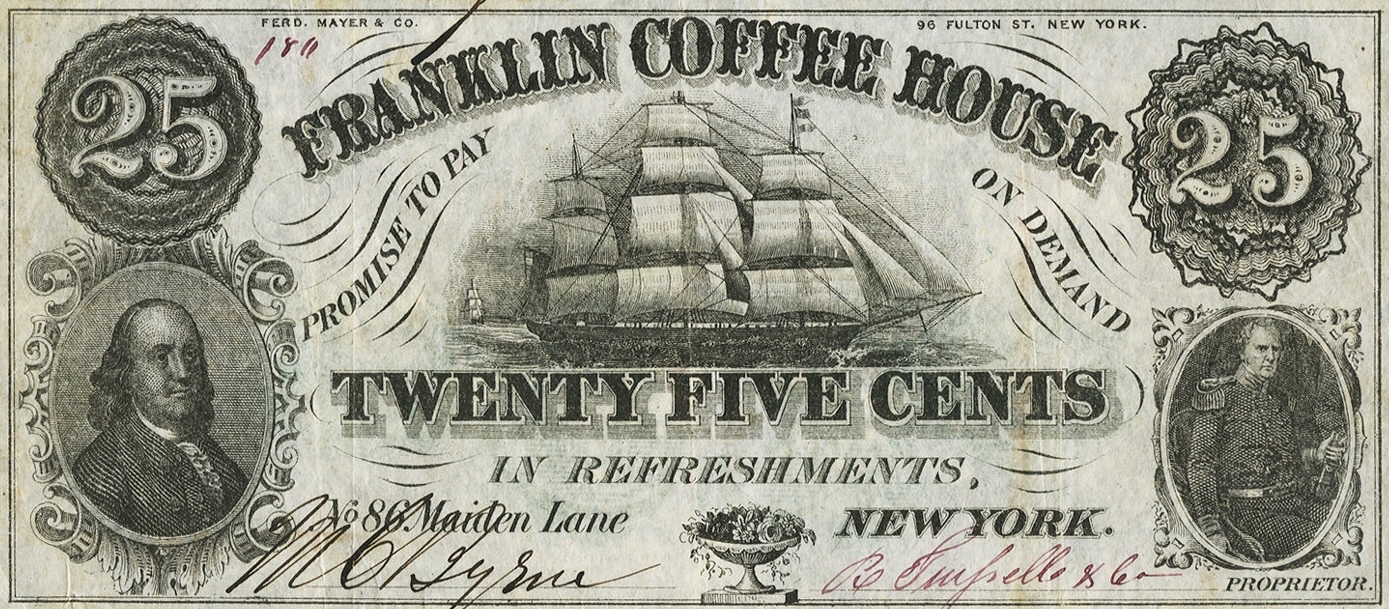 FERD. MAYER & CO.
96 FULTON ST. NEW YORK.
25
FRANKLIN COFFEE HOUSE
25
PROMISE TO PAY
ON DEMAND
TWENTY FIVE CENTS
IN REFRESHMENTS,
No 86 Maiden Lane
NEW YORK.
& Co
PROPRIETOR.